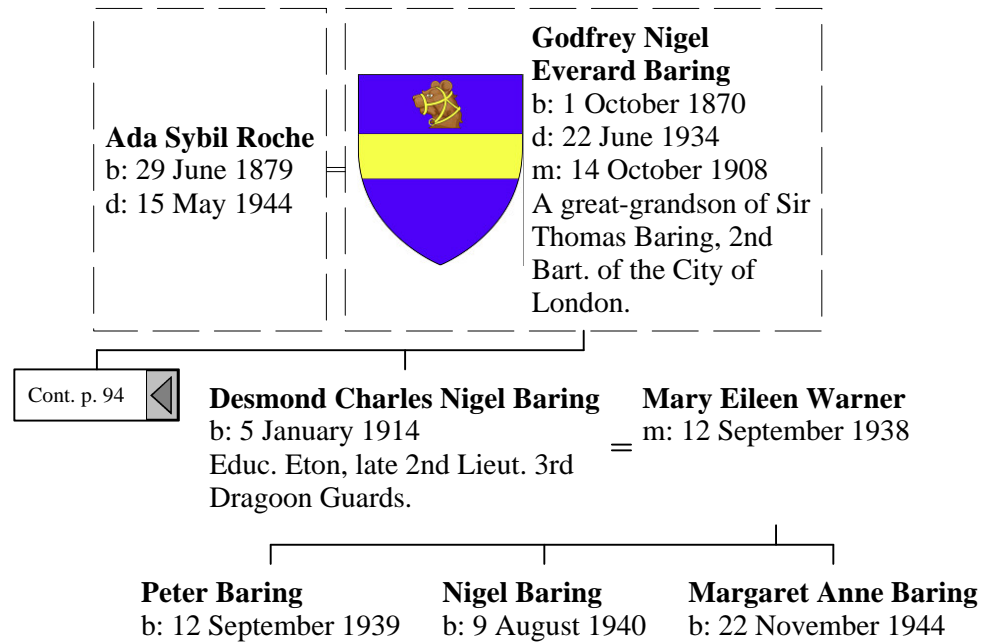 Ada Sybil Roche
b: 29 June 1879
d: 15 May 1944
Godfrey Nigel
Everard Baring
b: 1 October 1870
d: 22 June 1934
m: 14 October 1908
A great-grandson of Sir
Thomas Baring, 2nd
Bart. of the City of
London.
Cont. p. 94
Desmond Charles Nigel Baring
b: 5 January 1914
Educ. Eton, late 2nd Lieut. 3rd
Dragoon Guards.
=
Mary Eileen Warner
m: 12 September 1938
Peter Baring
b: 12 September 1939
Nigel Baring
b: 9 August 1940
Margaret Anne Baring
b: 22 November 1944